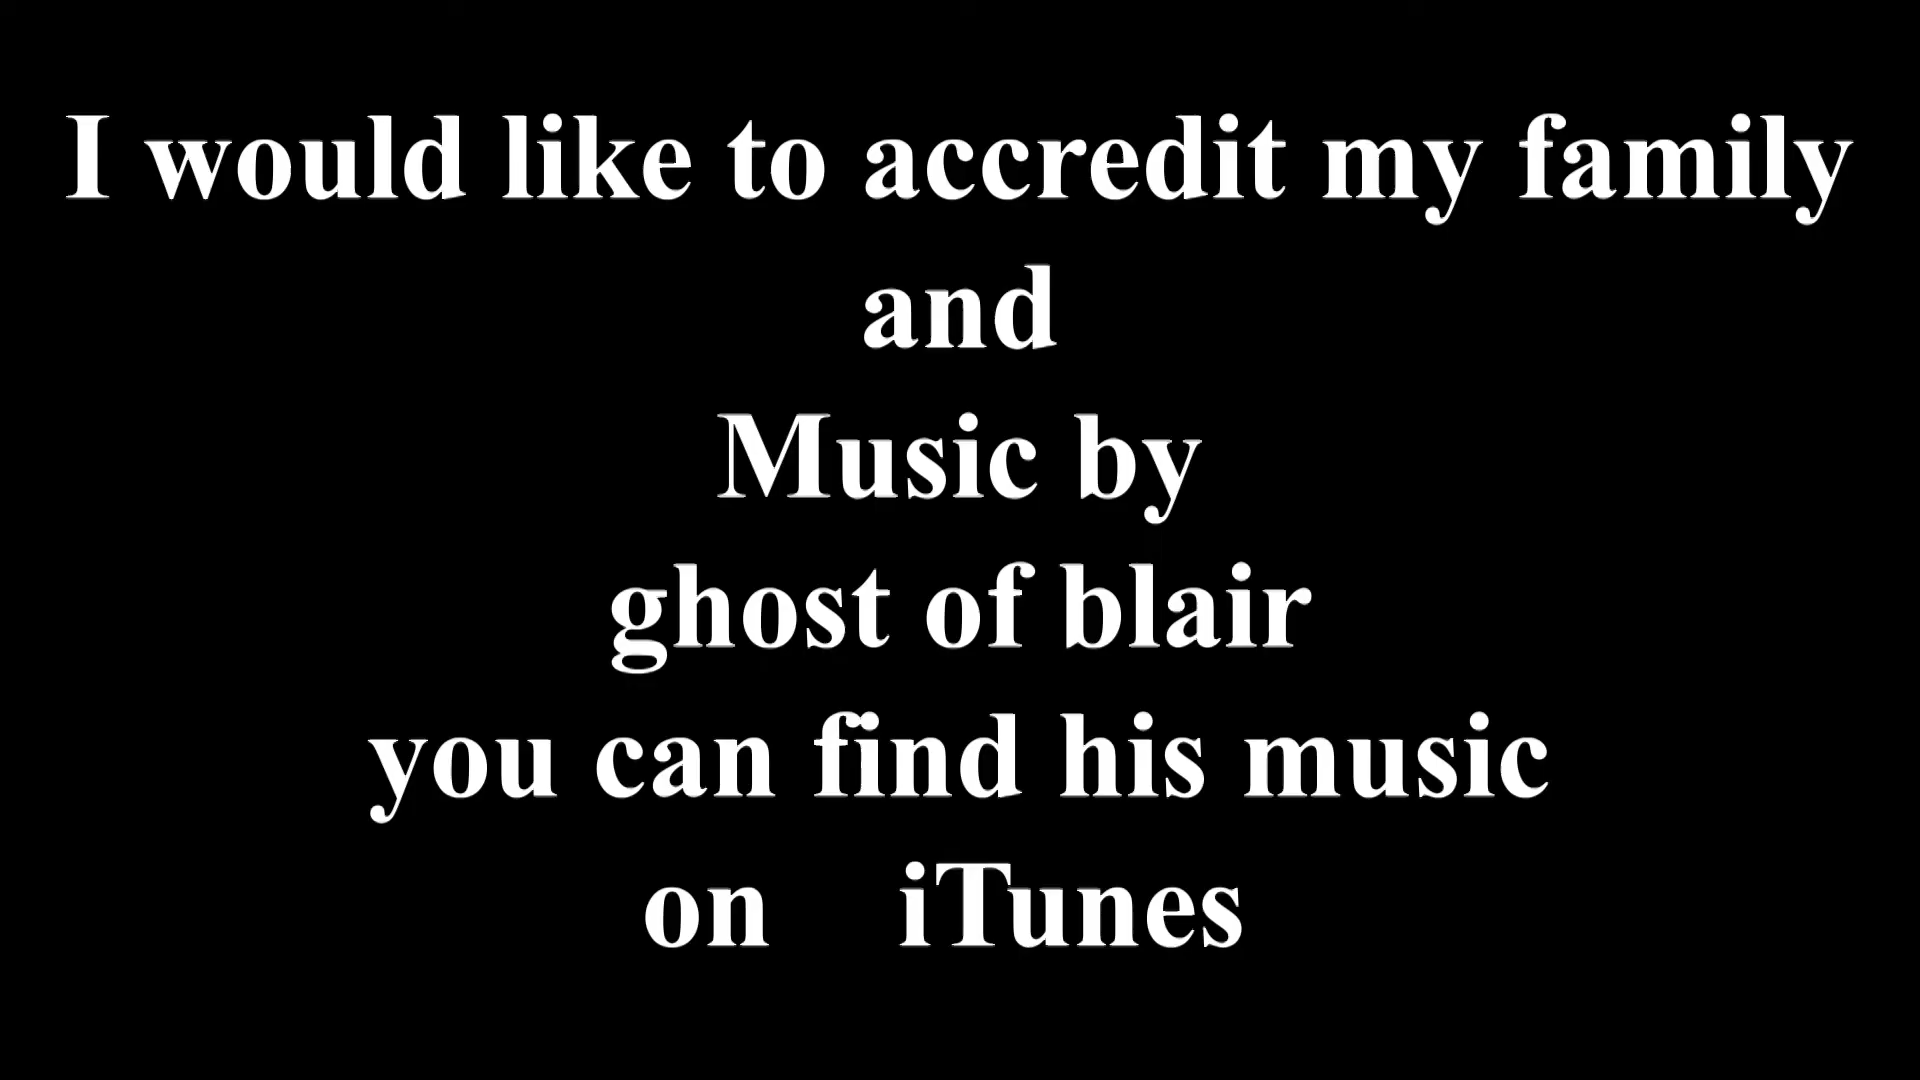 I would like to accredit my family
and
Music by
ghost of blair
you can find his music
on    iTunes